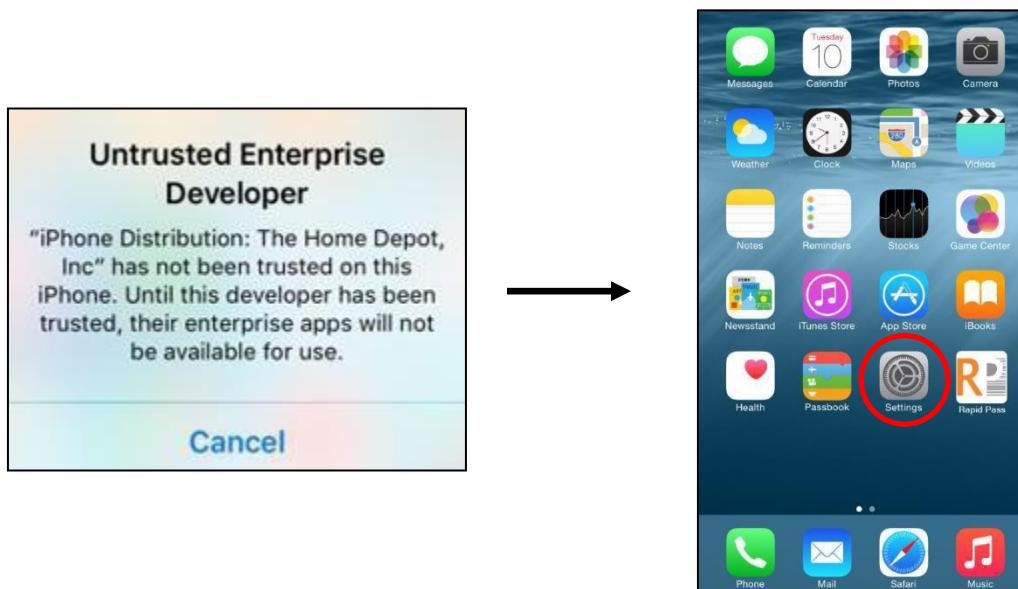 Untrusted Enterprise
Developer
"iPhone Distribution: The Home Depot,
Inc" has not been trusted on this
iPhone. Until this developer has been
trusted, their enterprise apps will not
be available for use.
Cancel
Tuesday
10
Messages Calendar Photos Camera
280
Weather Clock Maps Videos
Notes Reminders Stocks Game Center
Newsstand iTunes Store App Store iBooks
RP
Health Passbook Settings Rapid Pass
Phone Mail Safari Music